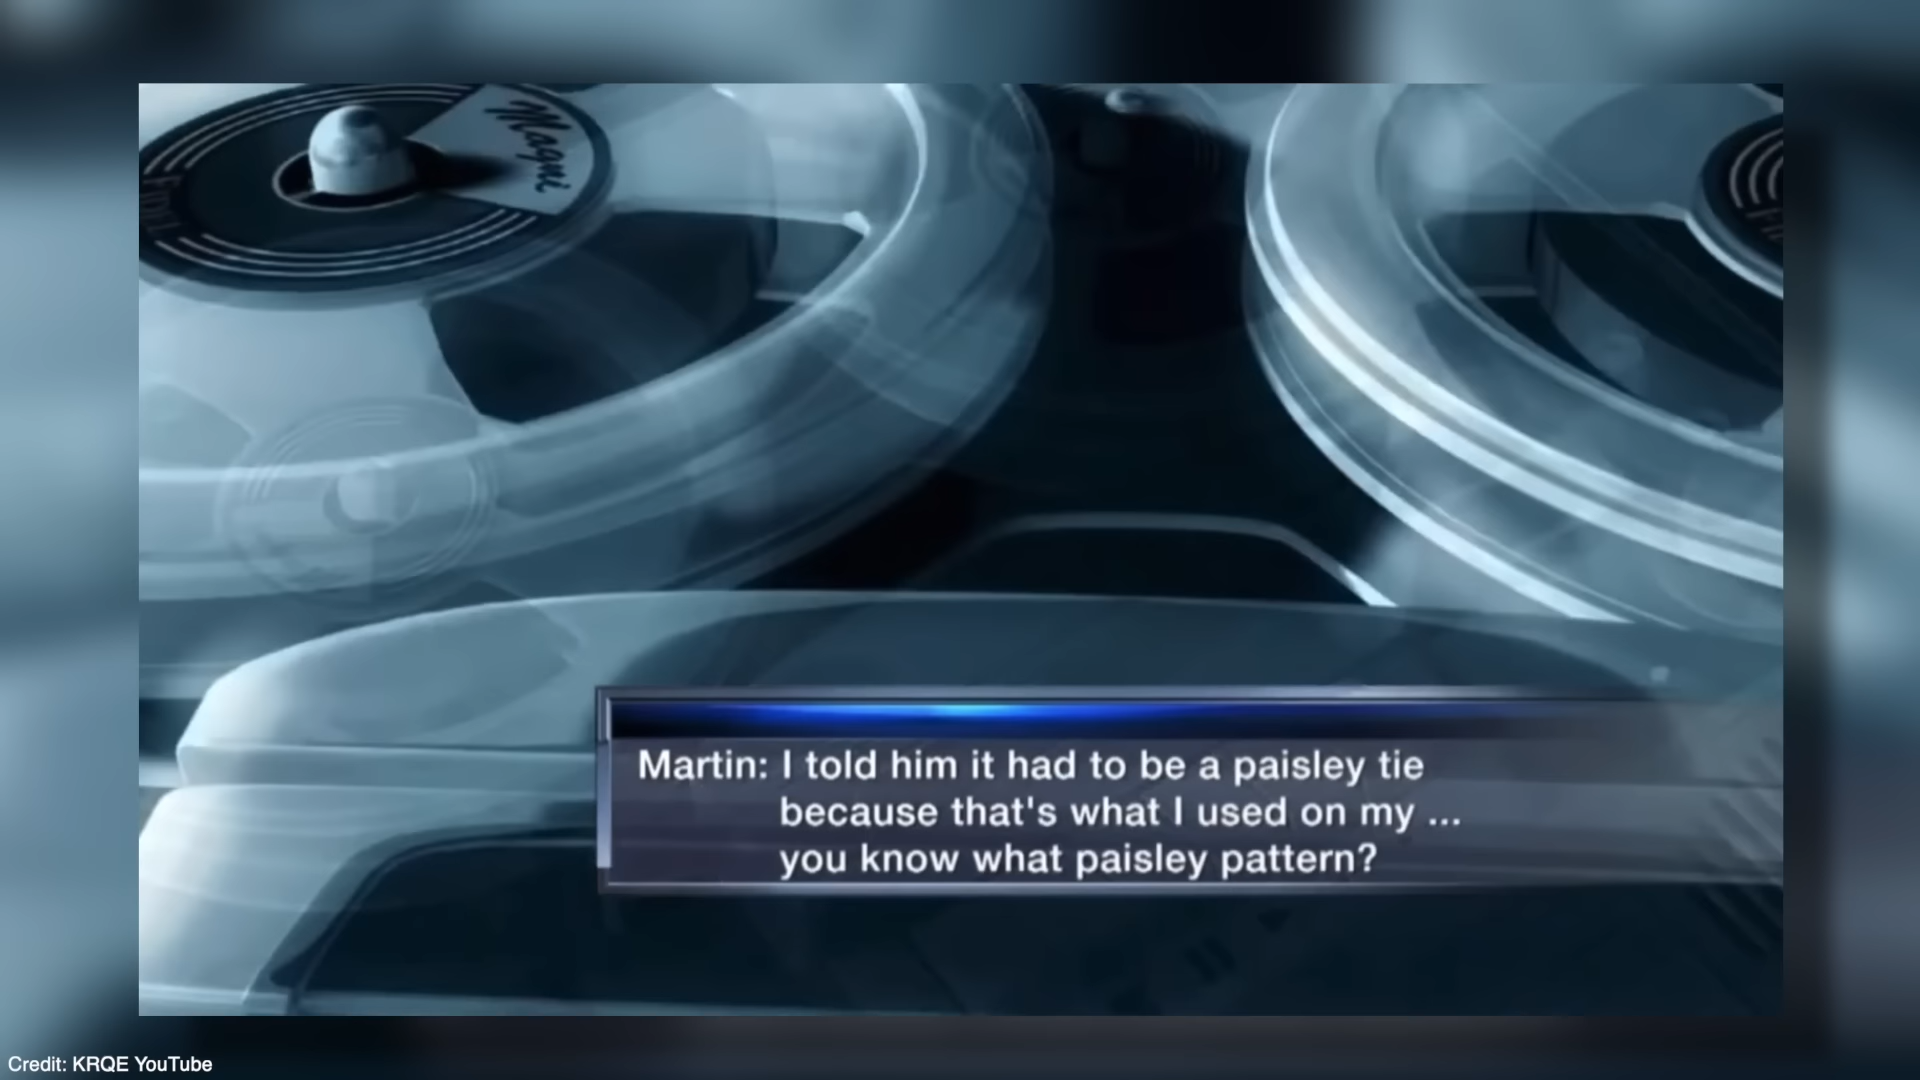 Magni
Martin: I told him it had to be a paisley tie
because that's what I used on my ...
you know what paisley pattern?
Credit: KRQE YouTube